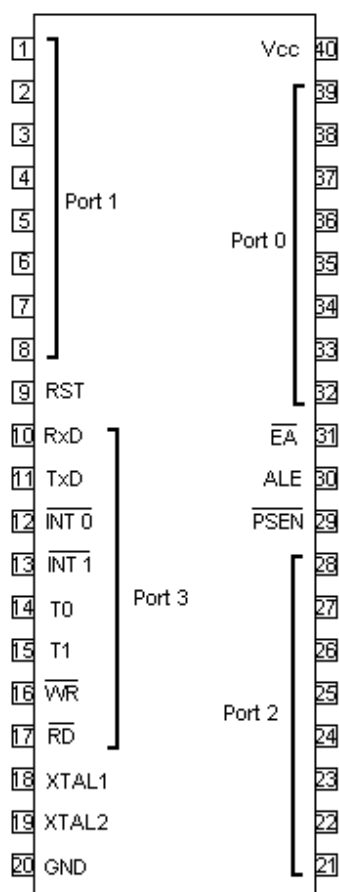 1 Vcc 40
2 39
3 38
4 37
Port 1
5 36
Port 0
6 35
7 34
8 33
9 RST 32
10 RxD EA 31
11 TxD ALE 30
12 INT 0 PSEN 29
13 INT 1 28
14 T0 Port 3 27
15 T1 26
16 WR 25
Port 2
17 RD 24
18 XTAL1 23
19 XTAL2 22
20 GND 21